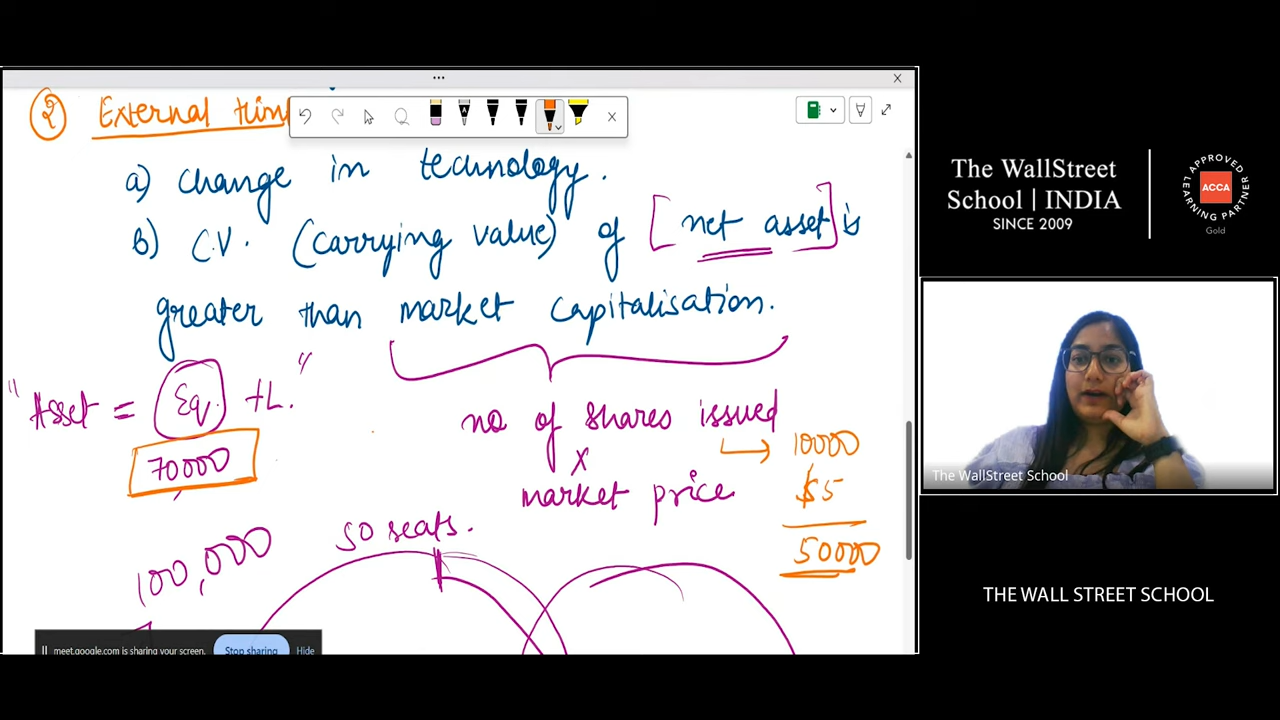 ② External
a) change in technology.
b) C.V. (carrying value) of [net asset] is
greater than market capitalisation.
"Asset = Eq. + L."
70000
no of shares issued
x
market price
10000
$5
50000
50 seats.
100,000
meet.google.com is sharing your screen.
Stop sharing
Hide
The WallStreet
School | INDIA
SINCE 2009
APPROVED
LEARNING PARTNER
ACCA
Gold
The WallStreet School
THE WALL STREET SCHOOL